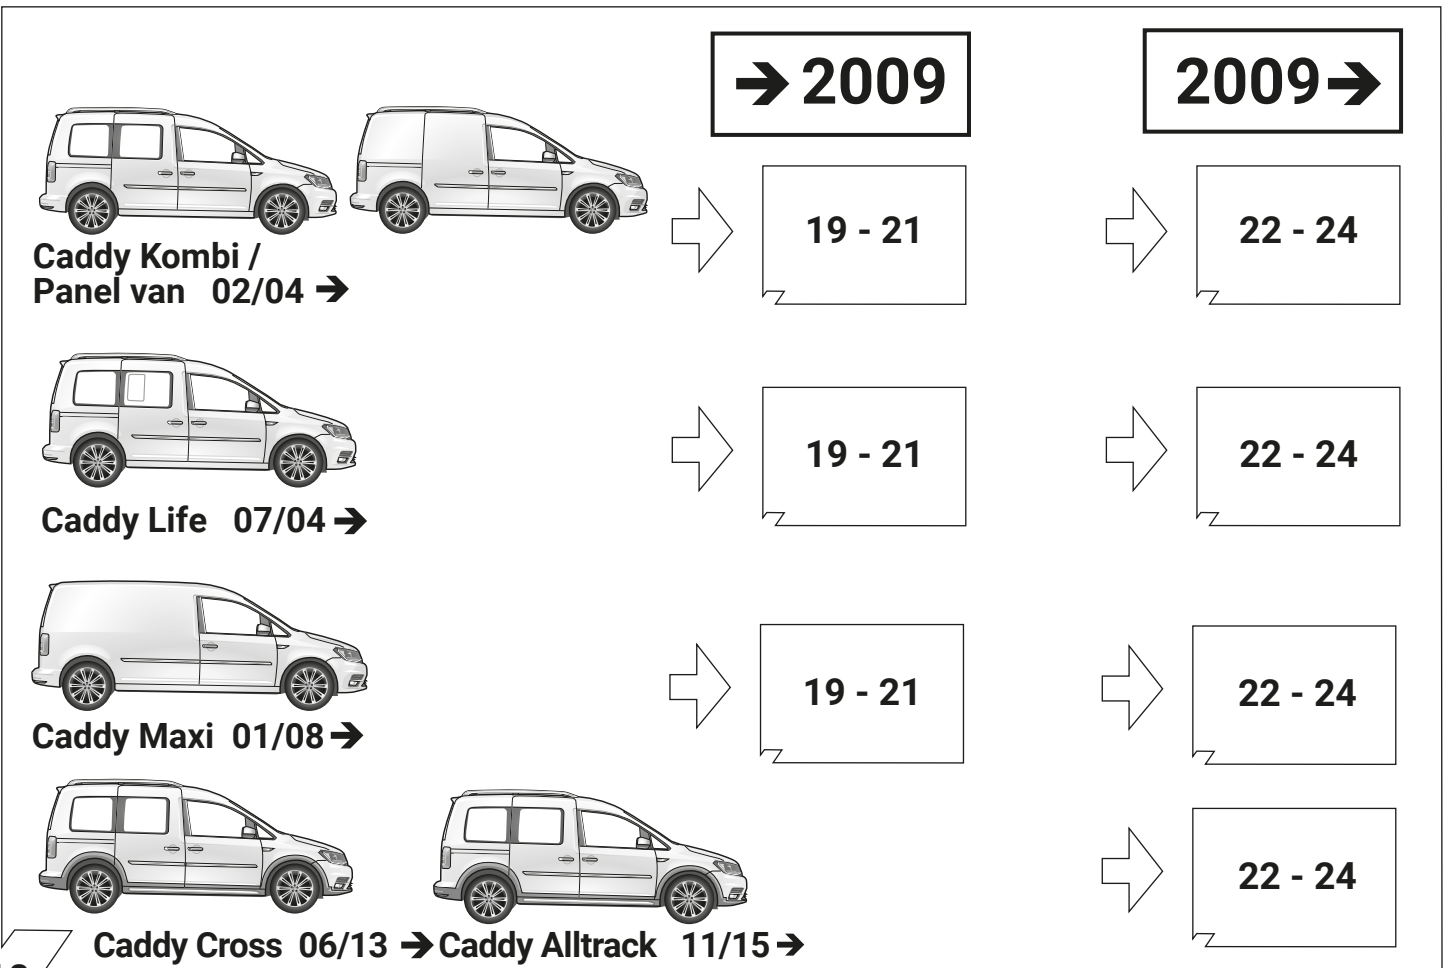 ➔ 2009
2009 ➔
Caddy Kombi /
Panel van 02/04 ➔
19 - 21
22 - 24
Caddy Life 07/04 ➔
19 - 21
22 - 24
Caddy Maxi 01/08 ➔
19 - 21
22 - 24
Caddy Cross 06/13 ➔ Caddy Alltrack 11/15 ➔
22 - 24